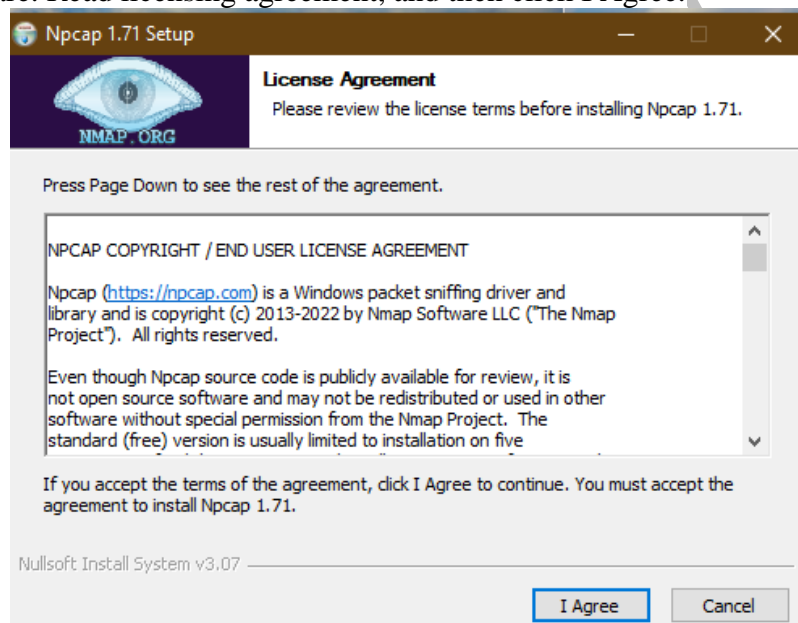 Read licensing agreement, and then click I Agree.
Npcap 1.71 Setup
NMAP.ORG
License Agreement
Please review the license terms before installing Npcap 1.71.
Press Page Down to see the rest of the agreement.
NPCAP COPYRIGHT / END USER LICENSE AGREEMENT
Npcap (https://npcap.com) is a Windows packet sniffing driver and
library and is copyright (c) 2013-2022 by Nmap Software LLC ("The Nmap
Project").  All rights reserved.
Even though Npcap source code is publicly available for review, it is
not open source software and may not be redistributed or used in other
software without special permission from the Nmap Project.  The
standard (free) version is usually limited to installation on five
If you accept the terms of the agreement, click I Agree to continue. You must accept the
agreement to install Npcap 1.71.
Nullsoft Install System v3.07
I Agree
Cancel